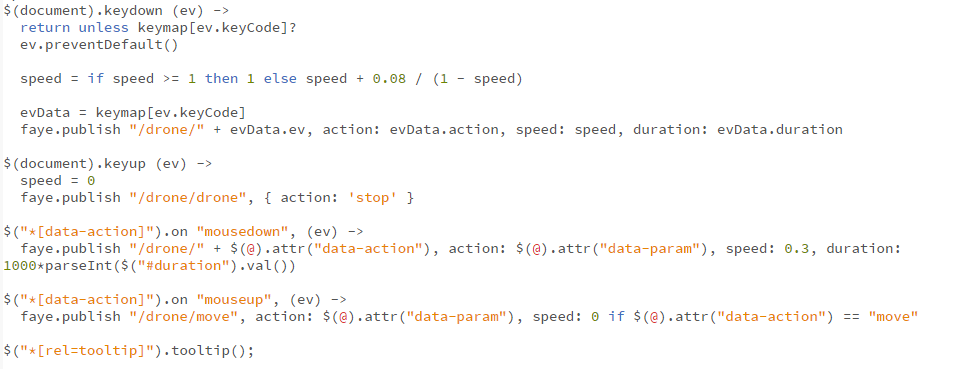 $(document).keydown (ev) ->
  return unless keymap[ev.keyCode]?
  ev.preventDefault()

  speed = if speed >= 1 then 1 else speed + 0.08 / (1 - speed)

  evData = keymap[ev.keyCode]
  faye.publish "/drone/" + evData.ev, action: evData.action, speed: speed, duration: evData.duration

$(document).keyup (ev) ->
  speed = 0
  faye.publish "/drone/drone", { action: 'stop' }

$("*[data-action]").on "mousedown", (ev) ->
  faye.publish "/drone/" + $(@).attr("data-action"), action: $(@).attr("data-param"), speed: 0.3, duration:
1000*parseInt($("#duration").val())

$("*[data-action]").on "mouseup", (ev) ->
  faye.publish "/drone/move", action: $(@).attr("data-param"), speed: 0 if $(@).attr("data-action") == "move"

$("*[rel=tooltip]").tooltip();